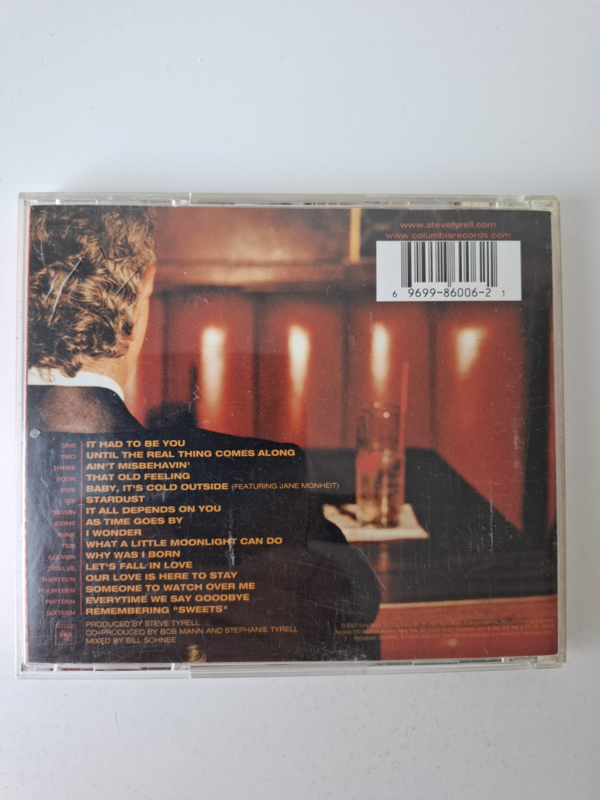 www.stevetyrell.com
www.columbiarecords.com
6 9699-86006-2 1
ONE IT HAD TO BE YOU
TWO UNTIL THE REAL THING COMES ALONG
THREE AIN'T MISBEHAVIN'
FOUR THAT OLD FEELING
FIVE BABY, IT'S COLD OUTSIDE (FEATURING JANE MONHEIT)
SIX STARDUST
SEVEN IT ALL DEPENDS ON YOU
EIGHT AS TIME GOES BY
NINE I WONDER
TEN WHAT A LITTLE MOONLIGHT CAN DO
ELEVEN WHY WAS I BORN
TWELVE LET'S FALL IN LOVE
THIRTEEN OUR LOVE IS HERE TO STAY
FOURTEEN SOMEONE TO WATCH OVER ME
FIFTEEN EVERYTIME WE SAY GOODBYE
SIXTEEN REMEMBERING "SWEETS"
PRODUCED BY STEVE TYRELL
CO-PRODUCED BY BOB MANN AND STEPHANIE TYRELL
MIXED BY BILL SCHNEE